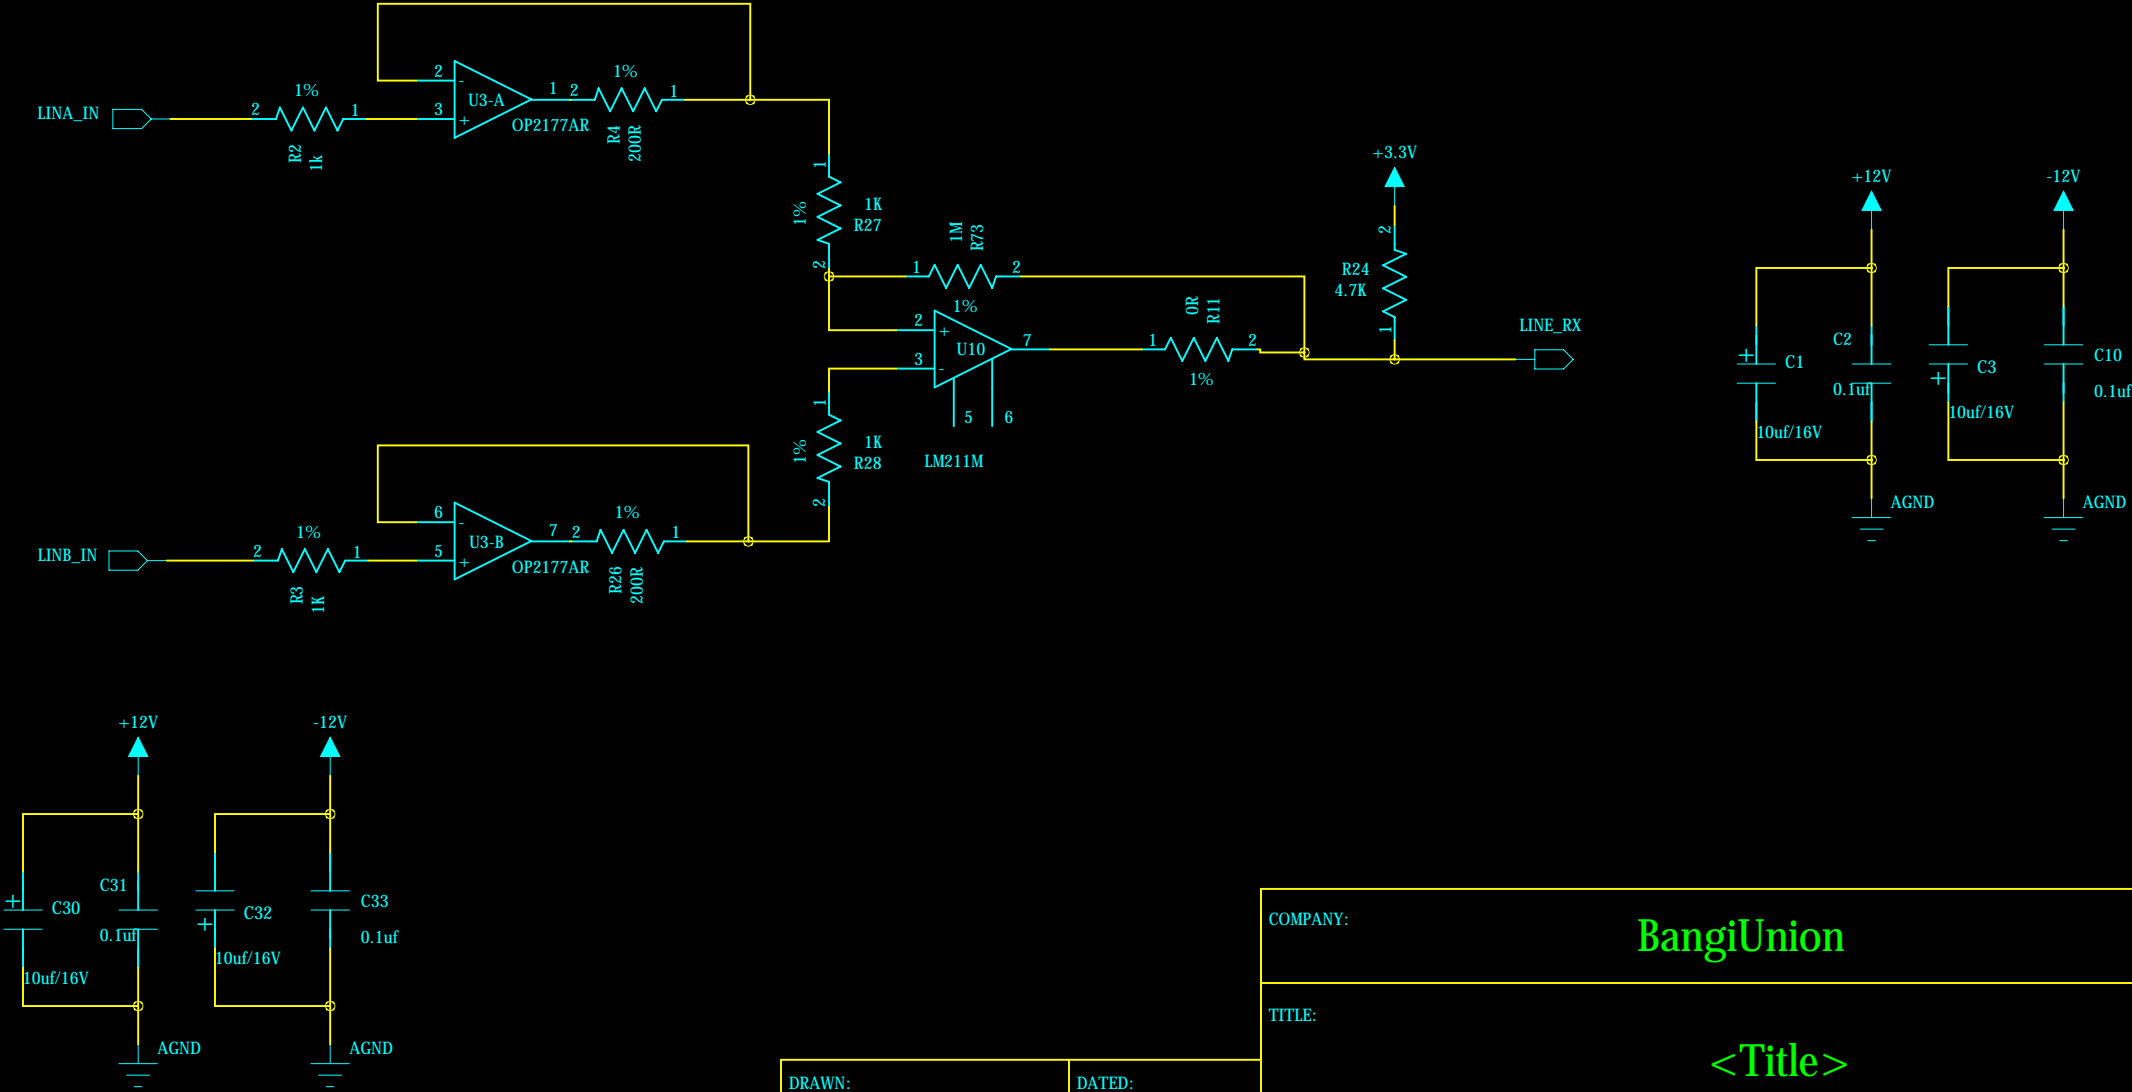 LINA_IN
2
1%
1
R2
1k
2
-
3
+
U3-A
1
OP2177AR
2
1%
1
R4
200R
1
1%
1K
R27
2
1
1M
R73
2
1%
2
+
3
-
U10
7
5
6
LM211M
1
0R
R11
2
1%
+3.3V
2
R24
4.7K
1
LINE_RX
1
1%
1K
R28
2
LINB_IN
2
1%
1
R3
1K
6
-
5
+
U3-B
7
OP2177AR
2
1%
1
R26
200R
+12V
+
C1
10uf/16V
C2
0.1uf
AGND
-12V
+
C3
10uf/16V
C10
0.1uf
AGND
+12V
+
C30
10uf/16V
C31
0.1uf
AGND
-12V
+
C32
10uf/16V
C33
0.1uf
AGND
COMPANY:
BangiUnion
TITLE:
<Title>
DRAWN:
DATED: